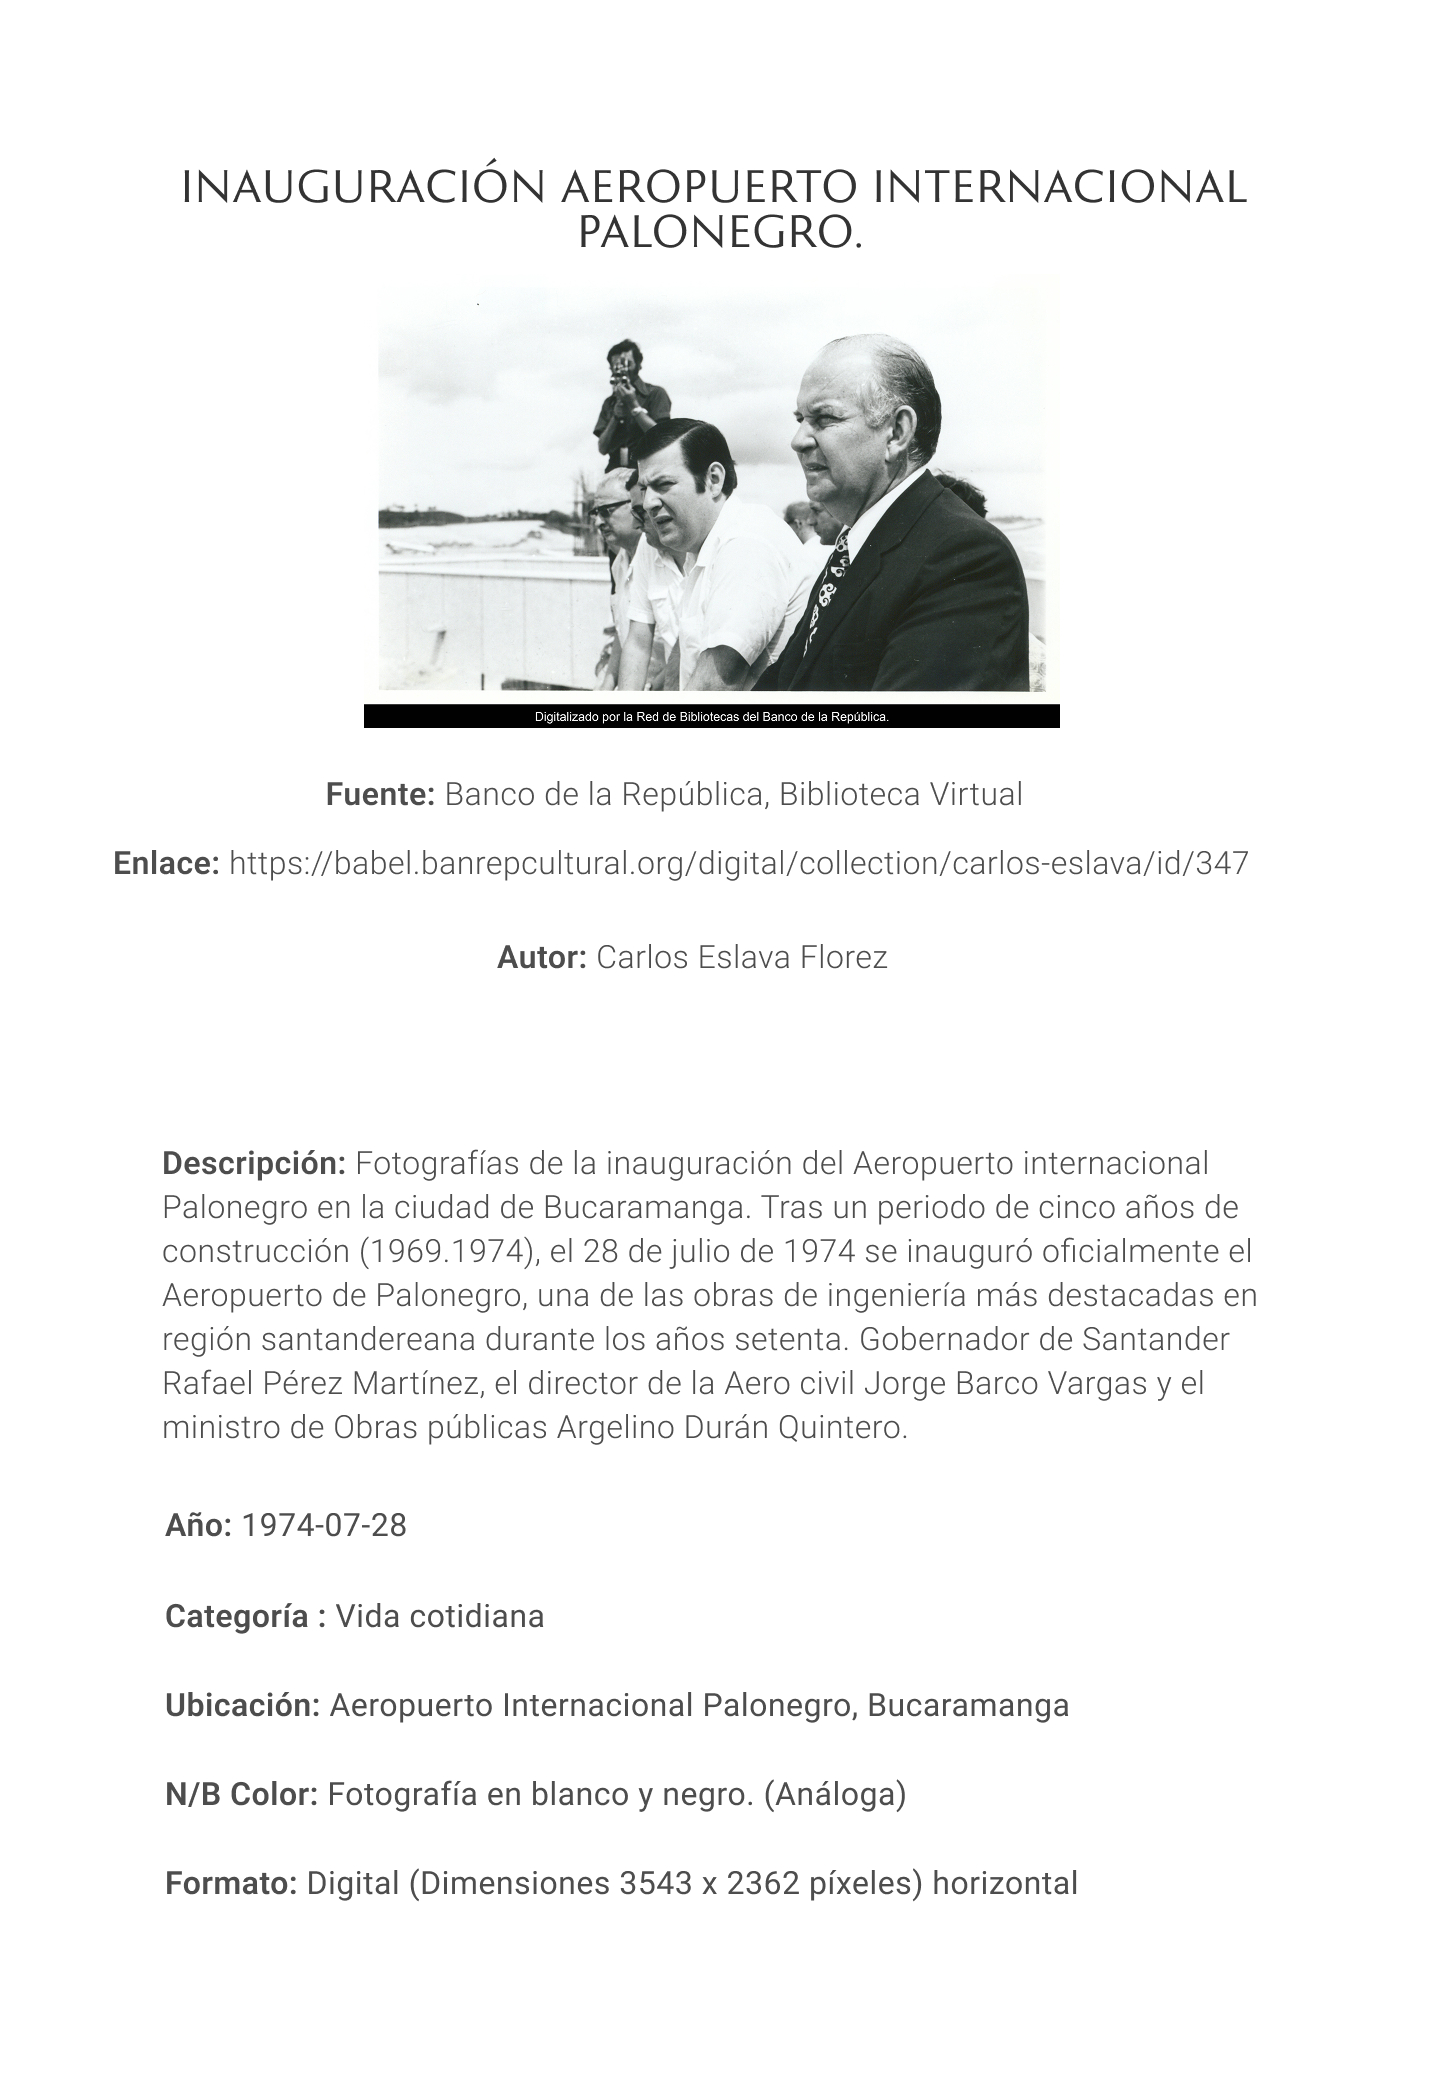 INAUGURACIÓN AEROPUERTO INTERNACIONAL
PALONEGRO.
Digitalizado por la Red de Bibliotecas del Banco de la República.
Fuente: Banco de la República, Biblioteca Virtual
Enlace: https://babel.banrepcultural.org/digital/collection/carlos-eslava/id/347
Autor: Carlos Eslava Florez
Descripción: Fotografías de la inauguración del Aeropuerto internacional
Palonegro en la ciudad de Bucaramanga. Tras un periodo de cinco años de
construcción (1969.1974), el 28 de julio de 1974 se inauguró oficialmente el
Aeropuerto de Palonegro, una de las obras de ingeniería más destacadas en
región santandereana durante los años setenta. Gobernador de Santander
Rafael Pérez Martínez, el director de la Aero civil Jorge Barco Vargas y el
ministro de Obras públicas Argelino Durán Quintero.
Año: 1974-07-28
Categoría : Vida cotidiana
Ubicación: Aeropuerto Internacional Palonegro, Bucaramanga
N/B Color: Fotografía en blanco y negro. (Análoga)
Formato: Digital (Dimensiones 3543 x 2362 píxeles) horizontal